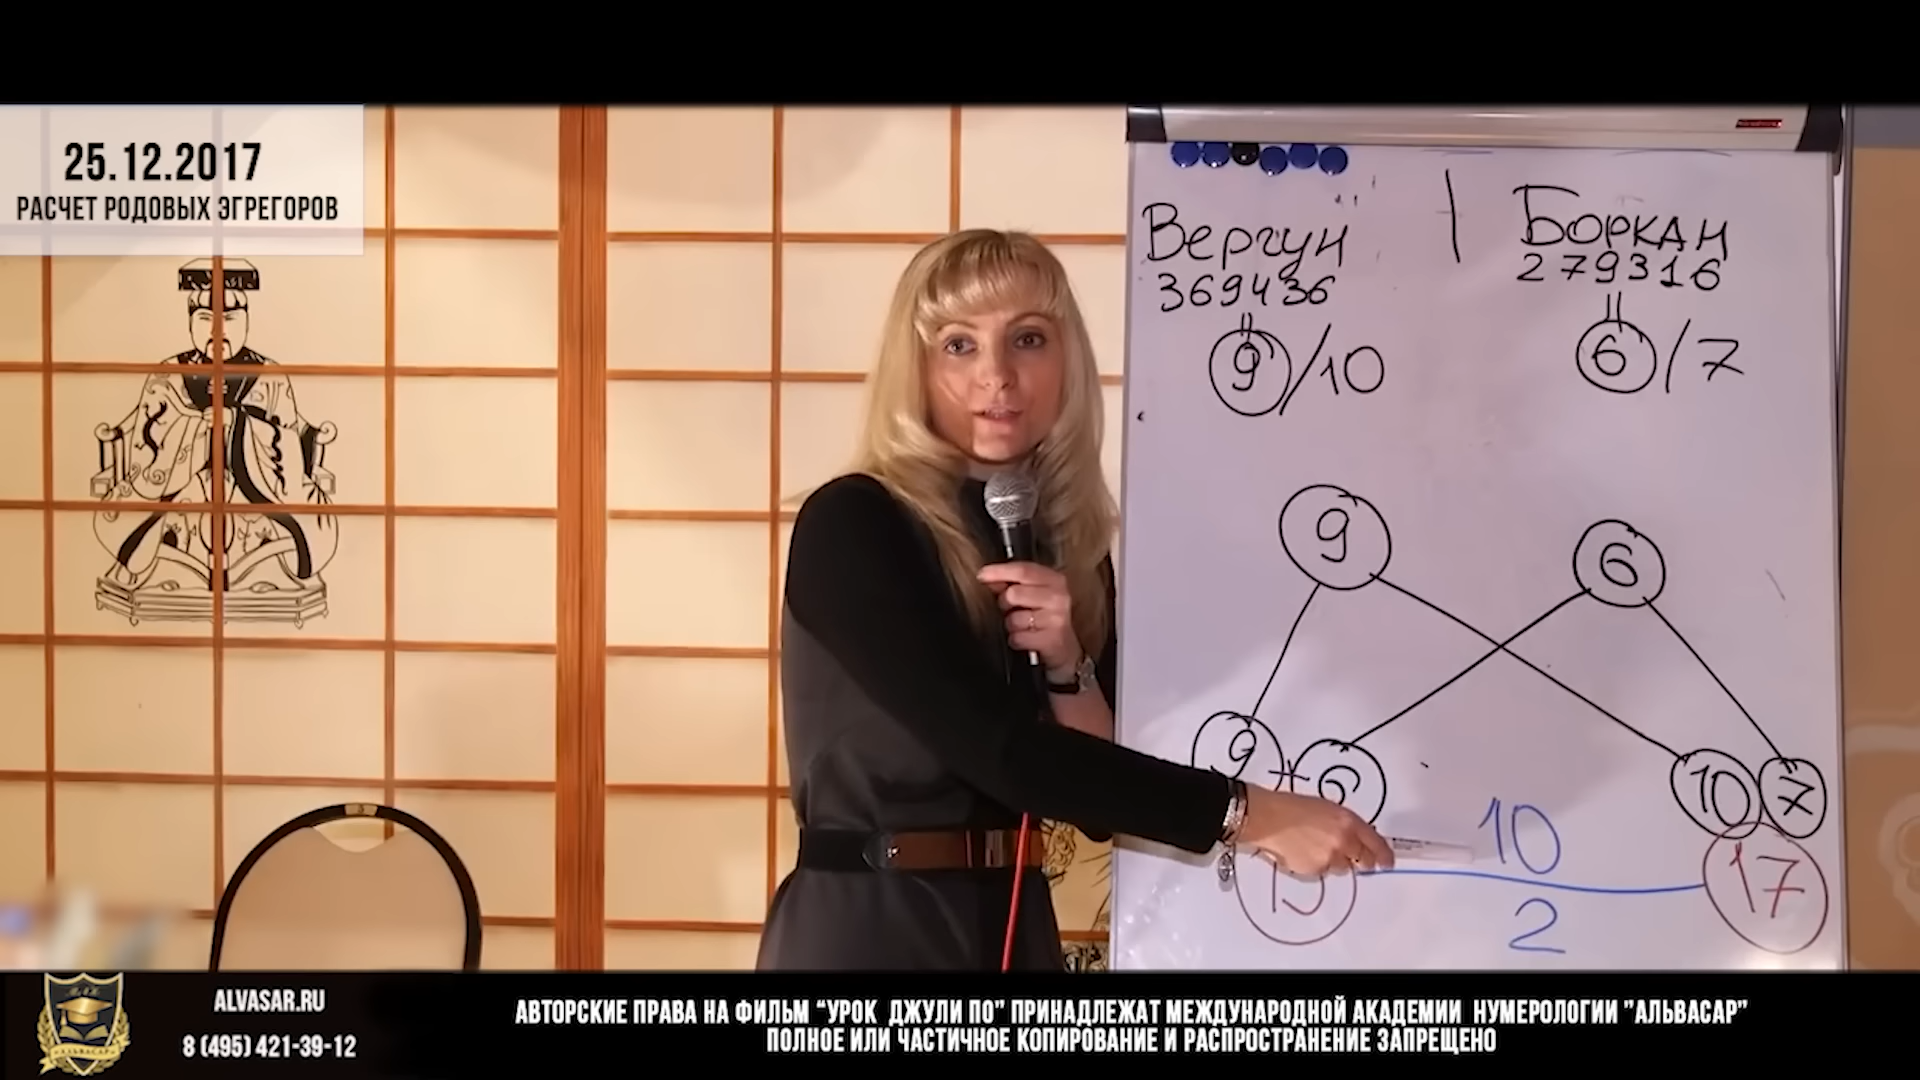 25.12.2017
РАСЧЕТ РОДОВЫХ ЭГРЕГОРОВ
Вергун
369436
9/10
Боркан
279316
6/7
9
6
9 + 6
10 7
10
2
17
ALVASAR.RU
8 (495) 421-39-12
АВТОРСКИЕ ПРАВА НА ФИЛЬМ “УРОК ДЖУЛИ ПО” ПРИНАДЛЕЖАТ МЕЖДУНАРОДНОЙ АКАДЕМИИ НУМЕРОЛОГИИ "АЛЬВАСАР"
ПОЛНОЕ ИЛИ ЧАСТИЧНОЕ КОПИРОВАНИЕ И РАСПРОСТРАНЕНИЕ ЗАПРЕЩЕНО